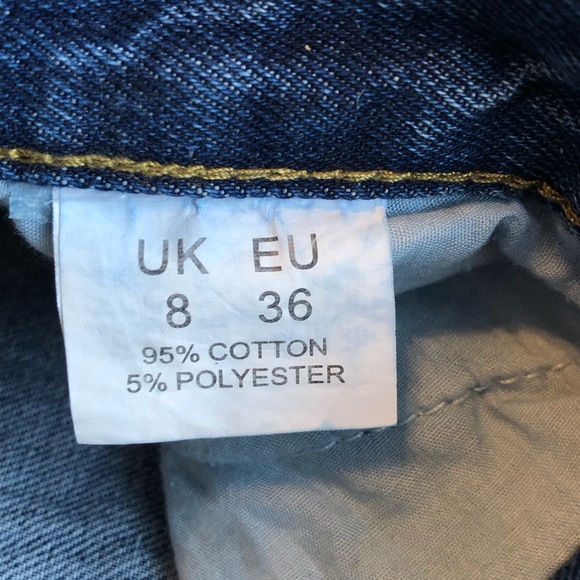 UK EU
8 36
95% COTTON
5% POLYESTER